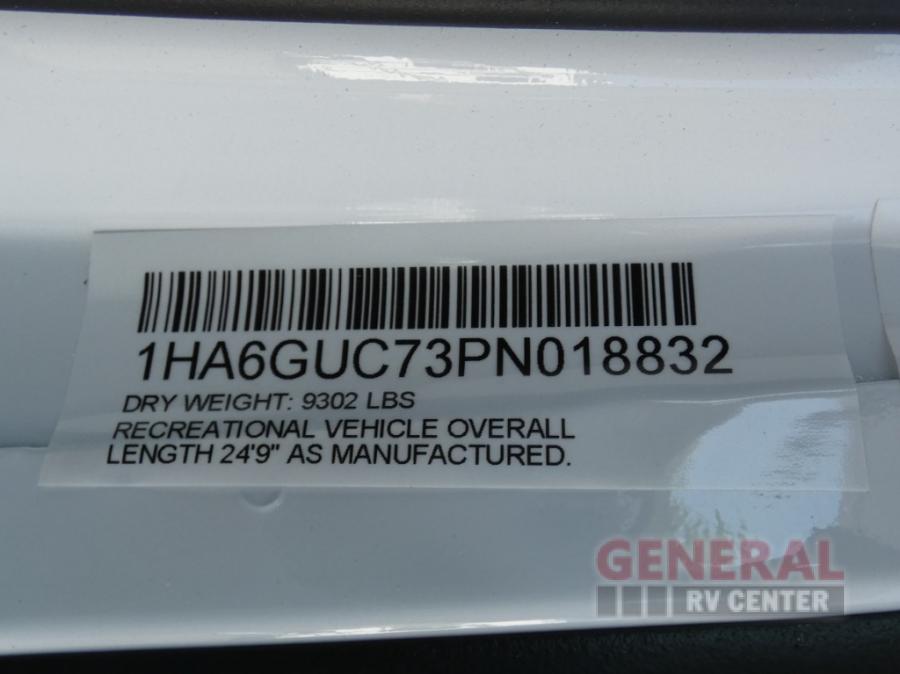 1HA6GUC73PN018832
DRY WEIGHT: 9302 LBS
RECREATIONAL VEHICLE OVERALL
LENGTH 24'9" AS MANUFACTURED.
GENERAL
RV CENTER